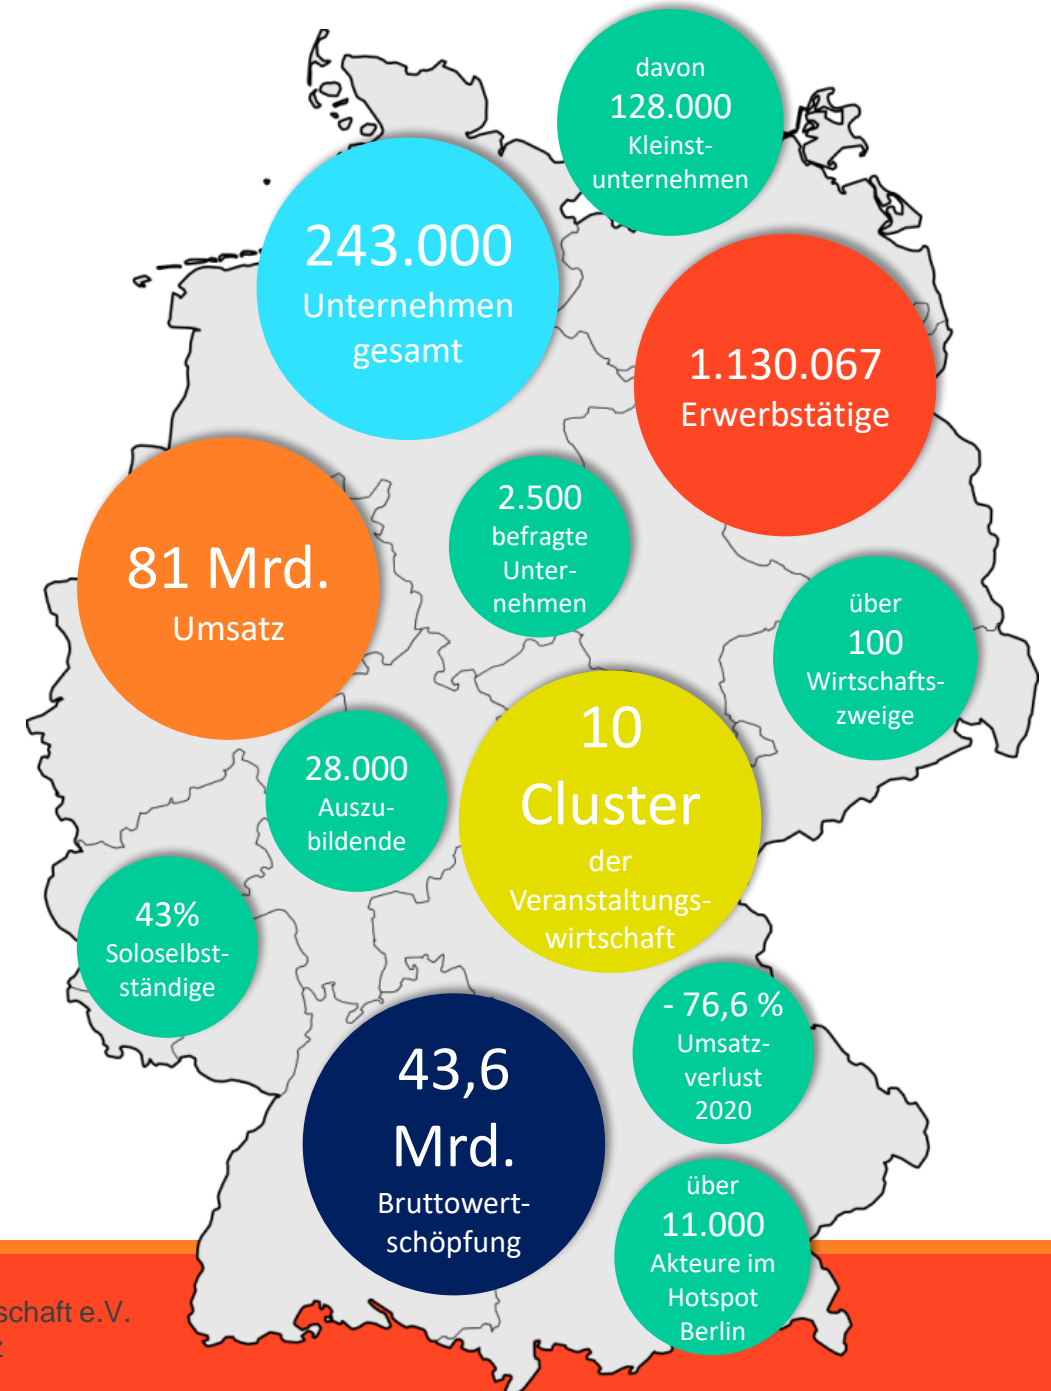 davon
128.000
Kleinst-
unternehmen
243.000
Unternehmen
gesamt
1.130.067
Erwerbstätige
2.500
befragte
Unter-
nehmen
81 Mrd.
Umsatz
über
100
Wirtschafts-
zweige
10
Cluster
der
Veranstaltungs-
wirtschaft
28.000
Auszu-
bildende
43%
Soloselbst-
ständige
- 76,6 %
Umsatz-
verlust
2020
43,6
Mrd.
Bruttowert-
schöpfung
über
11.000
Akteure im
Hotspot
Berlin
schaft e.V.
z